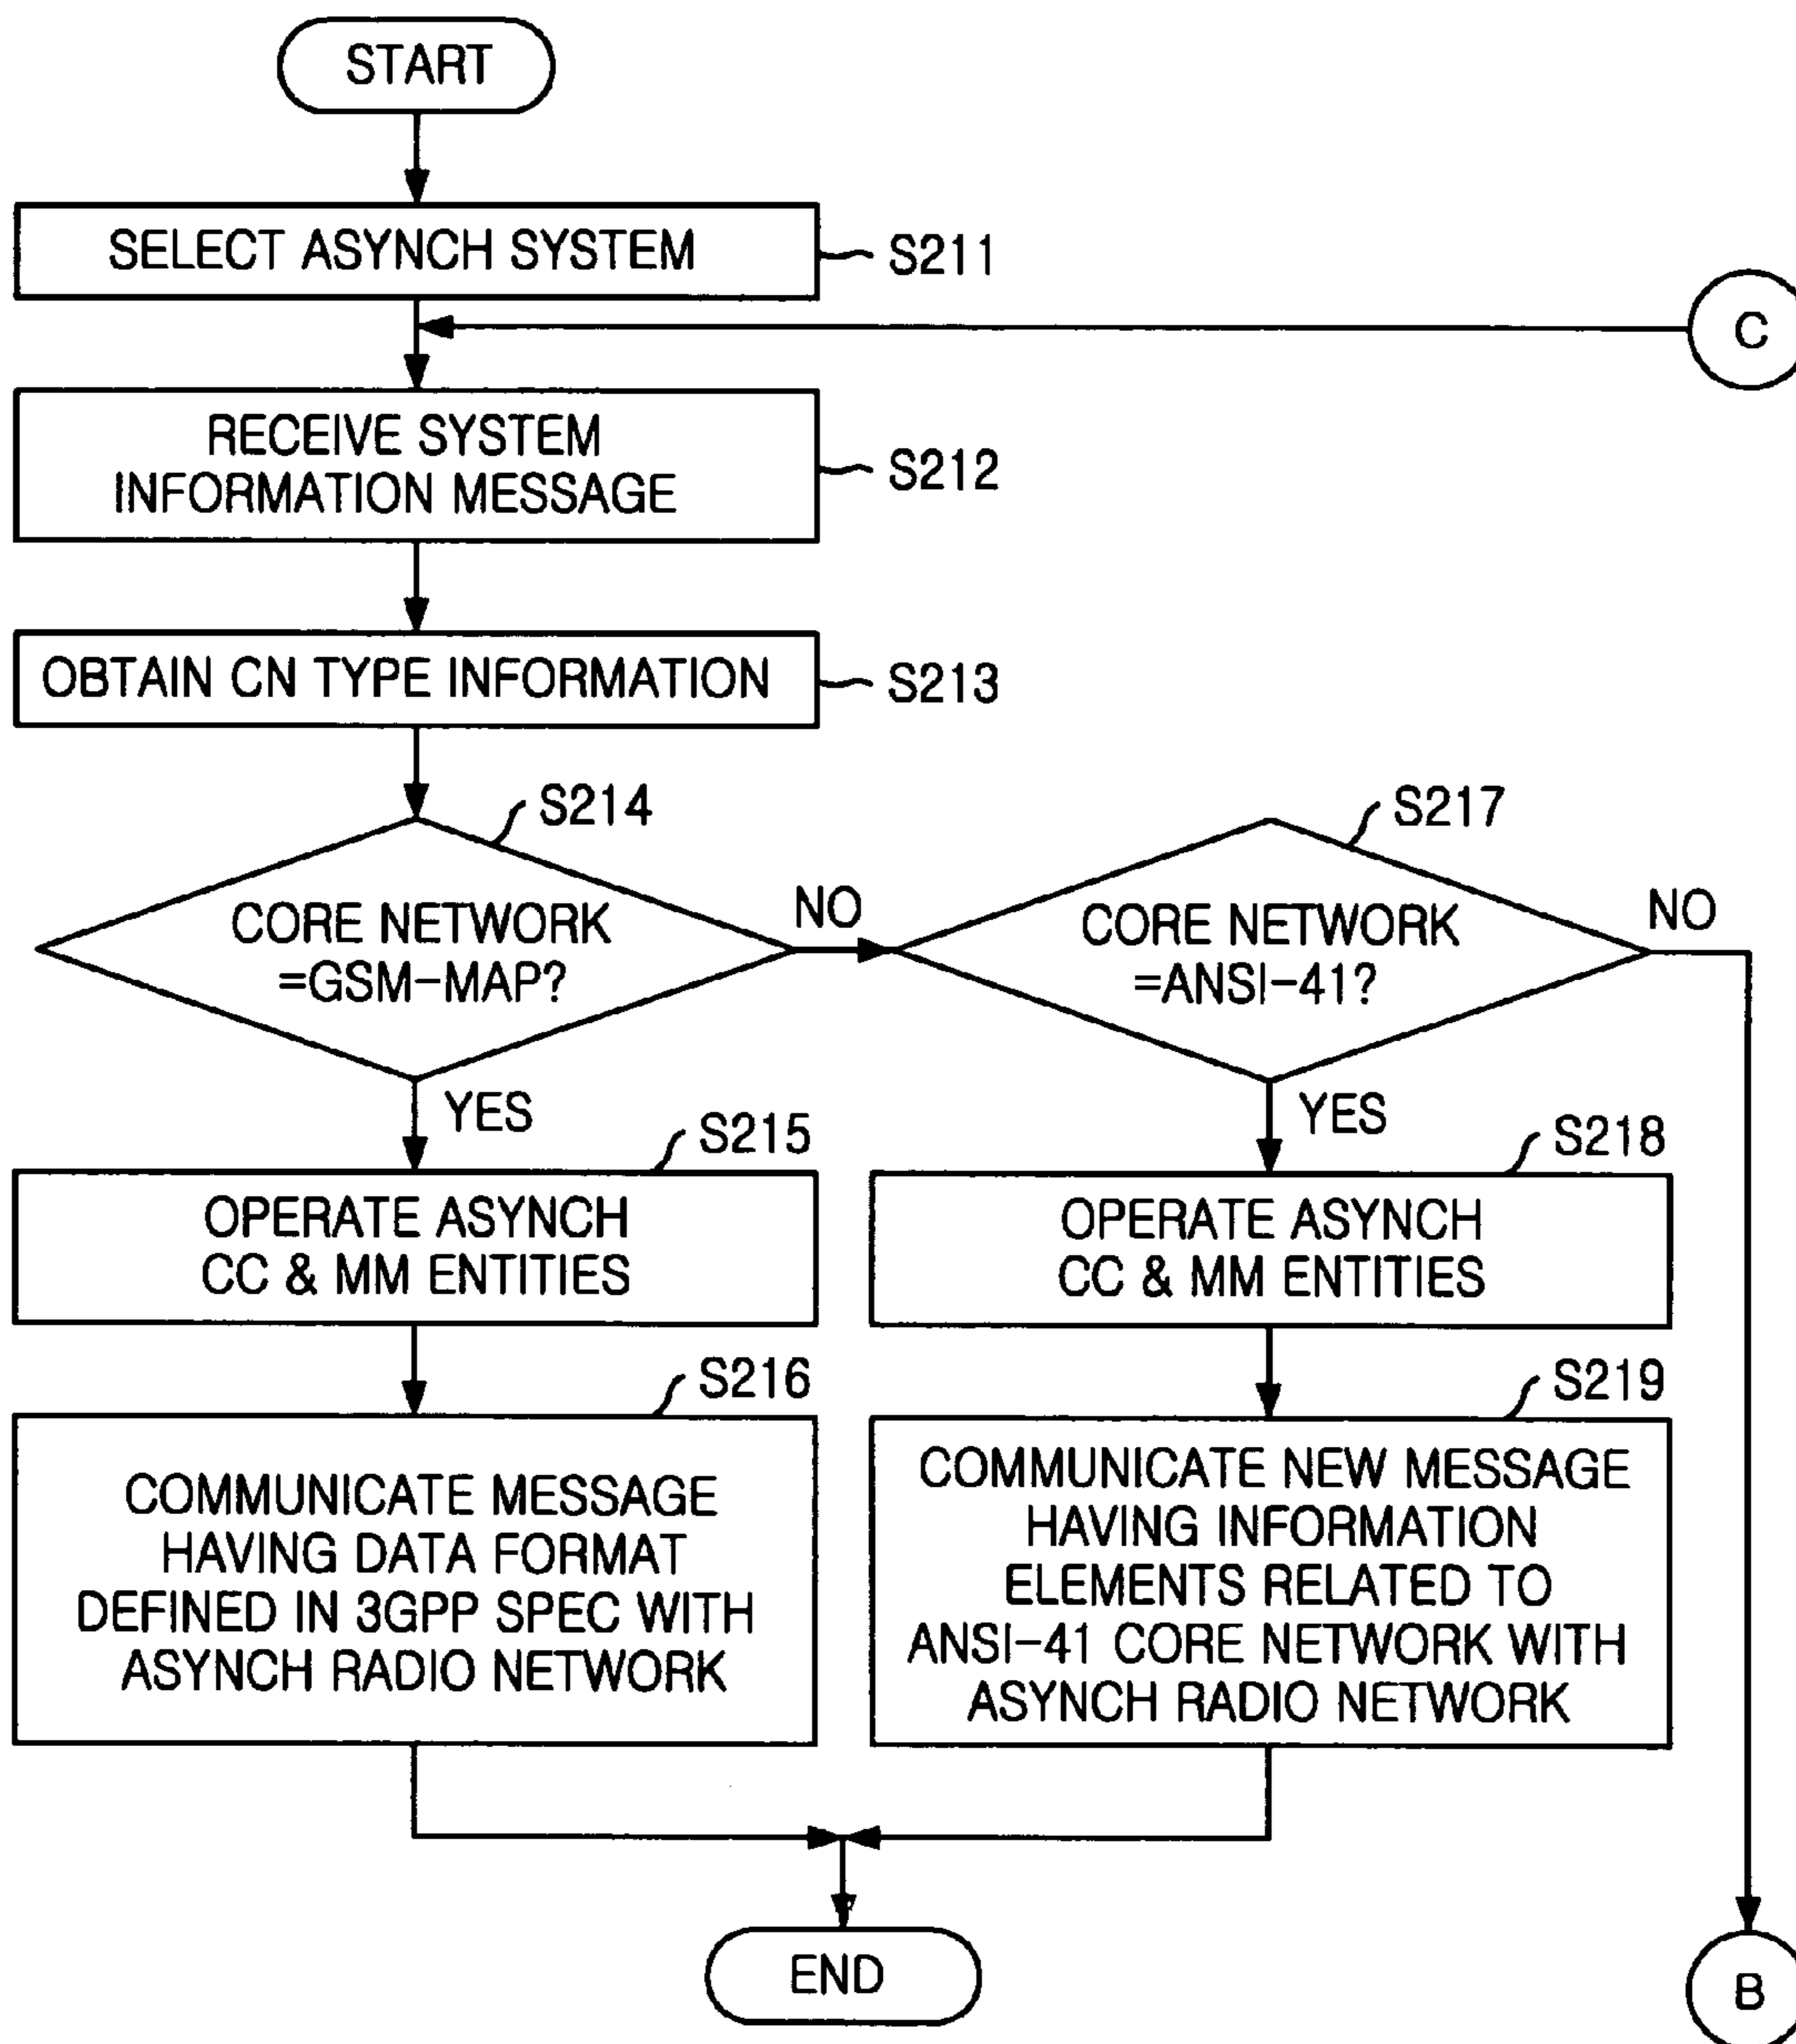 START
SELECT ASYNCH SYSTEM
S211
C
RECEIVE SYSTEM
INFORMATION MESSAGE
S212
OBTAIN CN TYPE INFORMATION
S213
S214
CORE NETWORK
=GSM-MAP?
NO
S217
CORE NETWORK
=ANSI-41?
NO
YES
S215
OPERATE ASYNCH
CC & MM ENTITIES
YES
S218
OPERATE ASYNCH
CC & MM ENTITIES
S216
COMMUNICATE MESSAGE
HAVING DATA FORMAT
DEFINED IN 3GPP SPEC WITH
ASYNCH RADIO NETWORK
S219
COMMUNICATE NEW MESSAGE
HAVING INFORMATION
ELEMENTS RELATED TO
ANSI-41 CORE NETWORK WITH
ASYNCH RADIO NETWORK
END
B